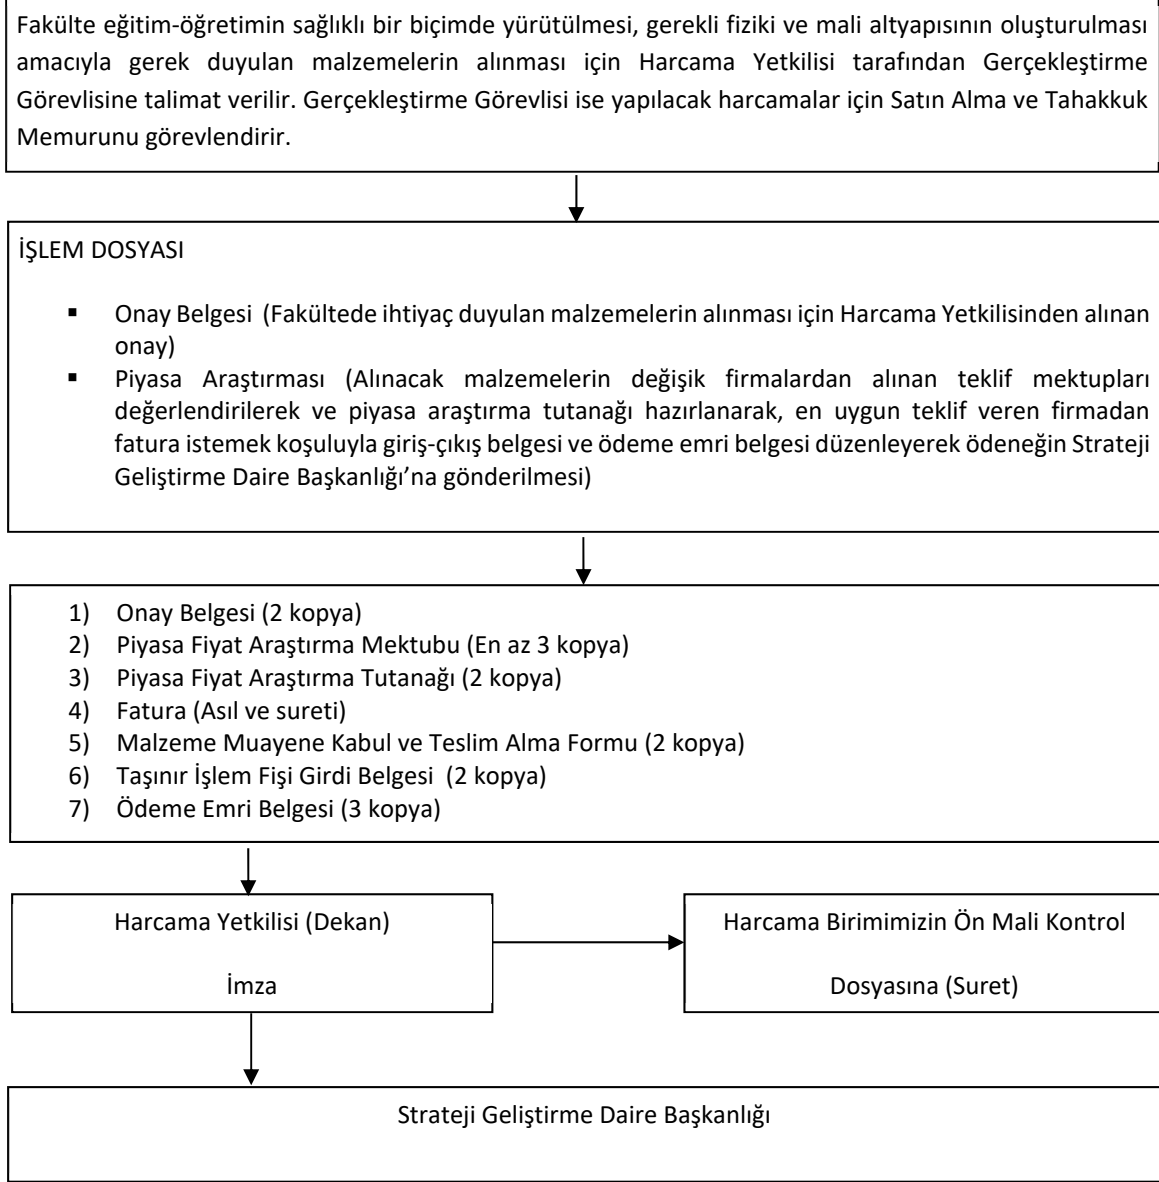 Fakülte eğitim-öğretimin sağlıklı bir biçimde yürütülmesi, gerekli fiziki ve mali altyapısının oluşturulması
amacıyla gerek duyulan malzemelerin alınması için Harcama Yetkilisi tarafından Gerçekleştirme
Görevlisine talimat verilir. Gerçekleştirme Görevlisi ise yapılacak harcamalar için Satın Alma ve Tahakkuk
Memurunu görevlendirir.
İŞLEM DOSYASI
▪ Onay Belgesi (Fakültede ihtiyaç duyulan malzemelerin alınması için Harcama Yetkilisinden alınan
onay)
▪ Piyasa Araştırması (Alınacak malzemelerin değişik firmalardan alınan teklif mektupları
değerlendirilerek ve piyasa araştırma tutanağı hazırlanarak, en uygun teklif veren firmadan
fatura istemek koşuluyla giriş-çıkış belgesi ve ödeme emri belgesi düzenleyerek ödeneğin Strateji
Geliştirme Daire Başkanlığı’na gönderilmesi)
1) Onay Belgesi (2 kopya)
2) Piyasa Fiyat Araştırma Mektubu (En az 3 kopya)
3) Piyasa Fiyat Araştırma Tutanağı (2 kopya)
4) Fatura (Asıl ve sureti)
5) Malzeme Muayene Kabul ve Teslim Alma Formu (2 kopya)
6) Taşınır İşlem Fişi Girdi Belgesi (2 kopya)
7) Ödeme Emri Belgesi (3 kopya)
Harcama Yetkilisi (Dekan)
İmza
Harcama Birimimizin Ön Mali Kontrol
Dosyasına (Suret)
Strateji Geliştirme Daire Başkanlığı